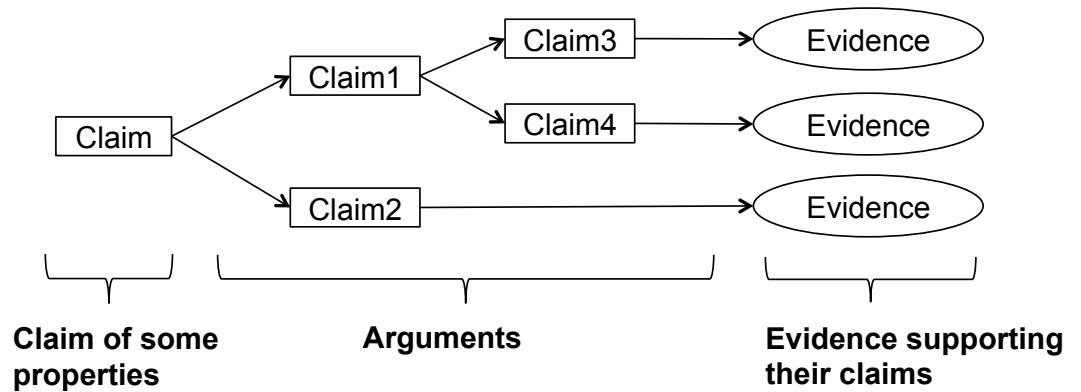 Claim3
Evidence
Claim1
Claim4
Evidence
Claim
Claim2
Evidence
Claim of some
properties
Arguments
Evidence supporting
their claims